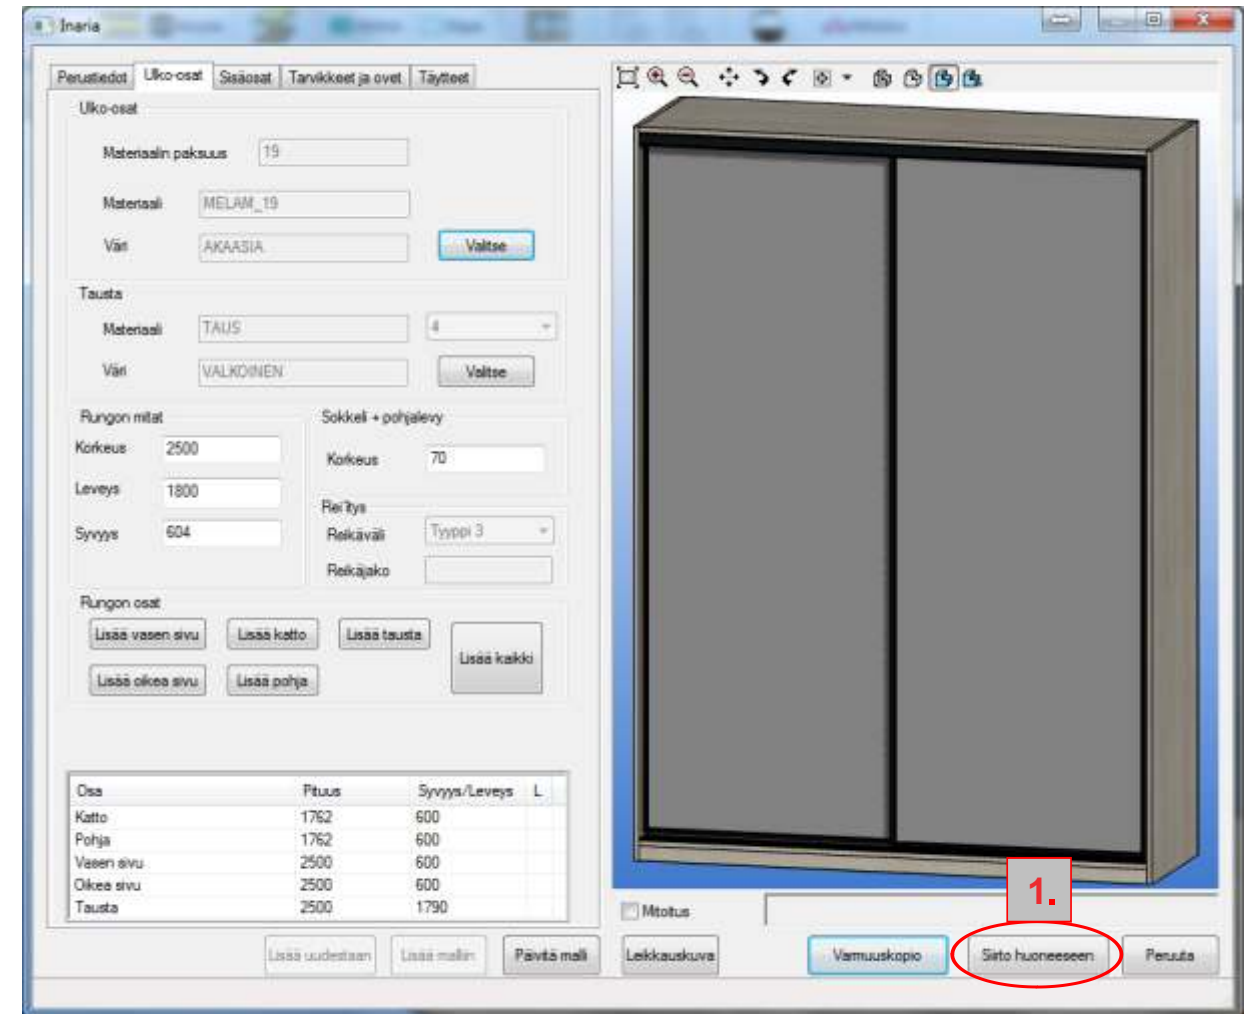 Inaria
Perustiedot Ulko-osat Sisäosat Tarvikkeet ja ovet Täytteet
Ulko-osat
Materiaalin paksuus 19
Materiaali MELAM_19
Väri AKAASIA Valitse
Tausta
Materiaali TAUS 4
Väri VALKOINEN Valitse
Rungon mitat Sokkeli + pohjalevy
Korkeus 2500
Korkeus 70
Leveys 1800
Rei'itys
Syvyys 604 Reikäväli Tyyppi 3
Reikäjako
Rungon osat
Lisää vasen sivu Lisää katto Lisää tausta Lisää kaikki
Lisää oikea sivu Lisää pohja
Osa Pituus Syvyys/Leveys L
Katto 1762 600
Pohja 1762 600
Vasen sivu 2500 600
Oikea sivu 2500 600
Tausta 2500 1790
1.
Mitoitus
Lisää uudestaan Lisää malliin Päivitä malli Leikkauskuva Varmuuskopio Siirto huoneeseen Peruuta